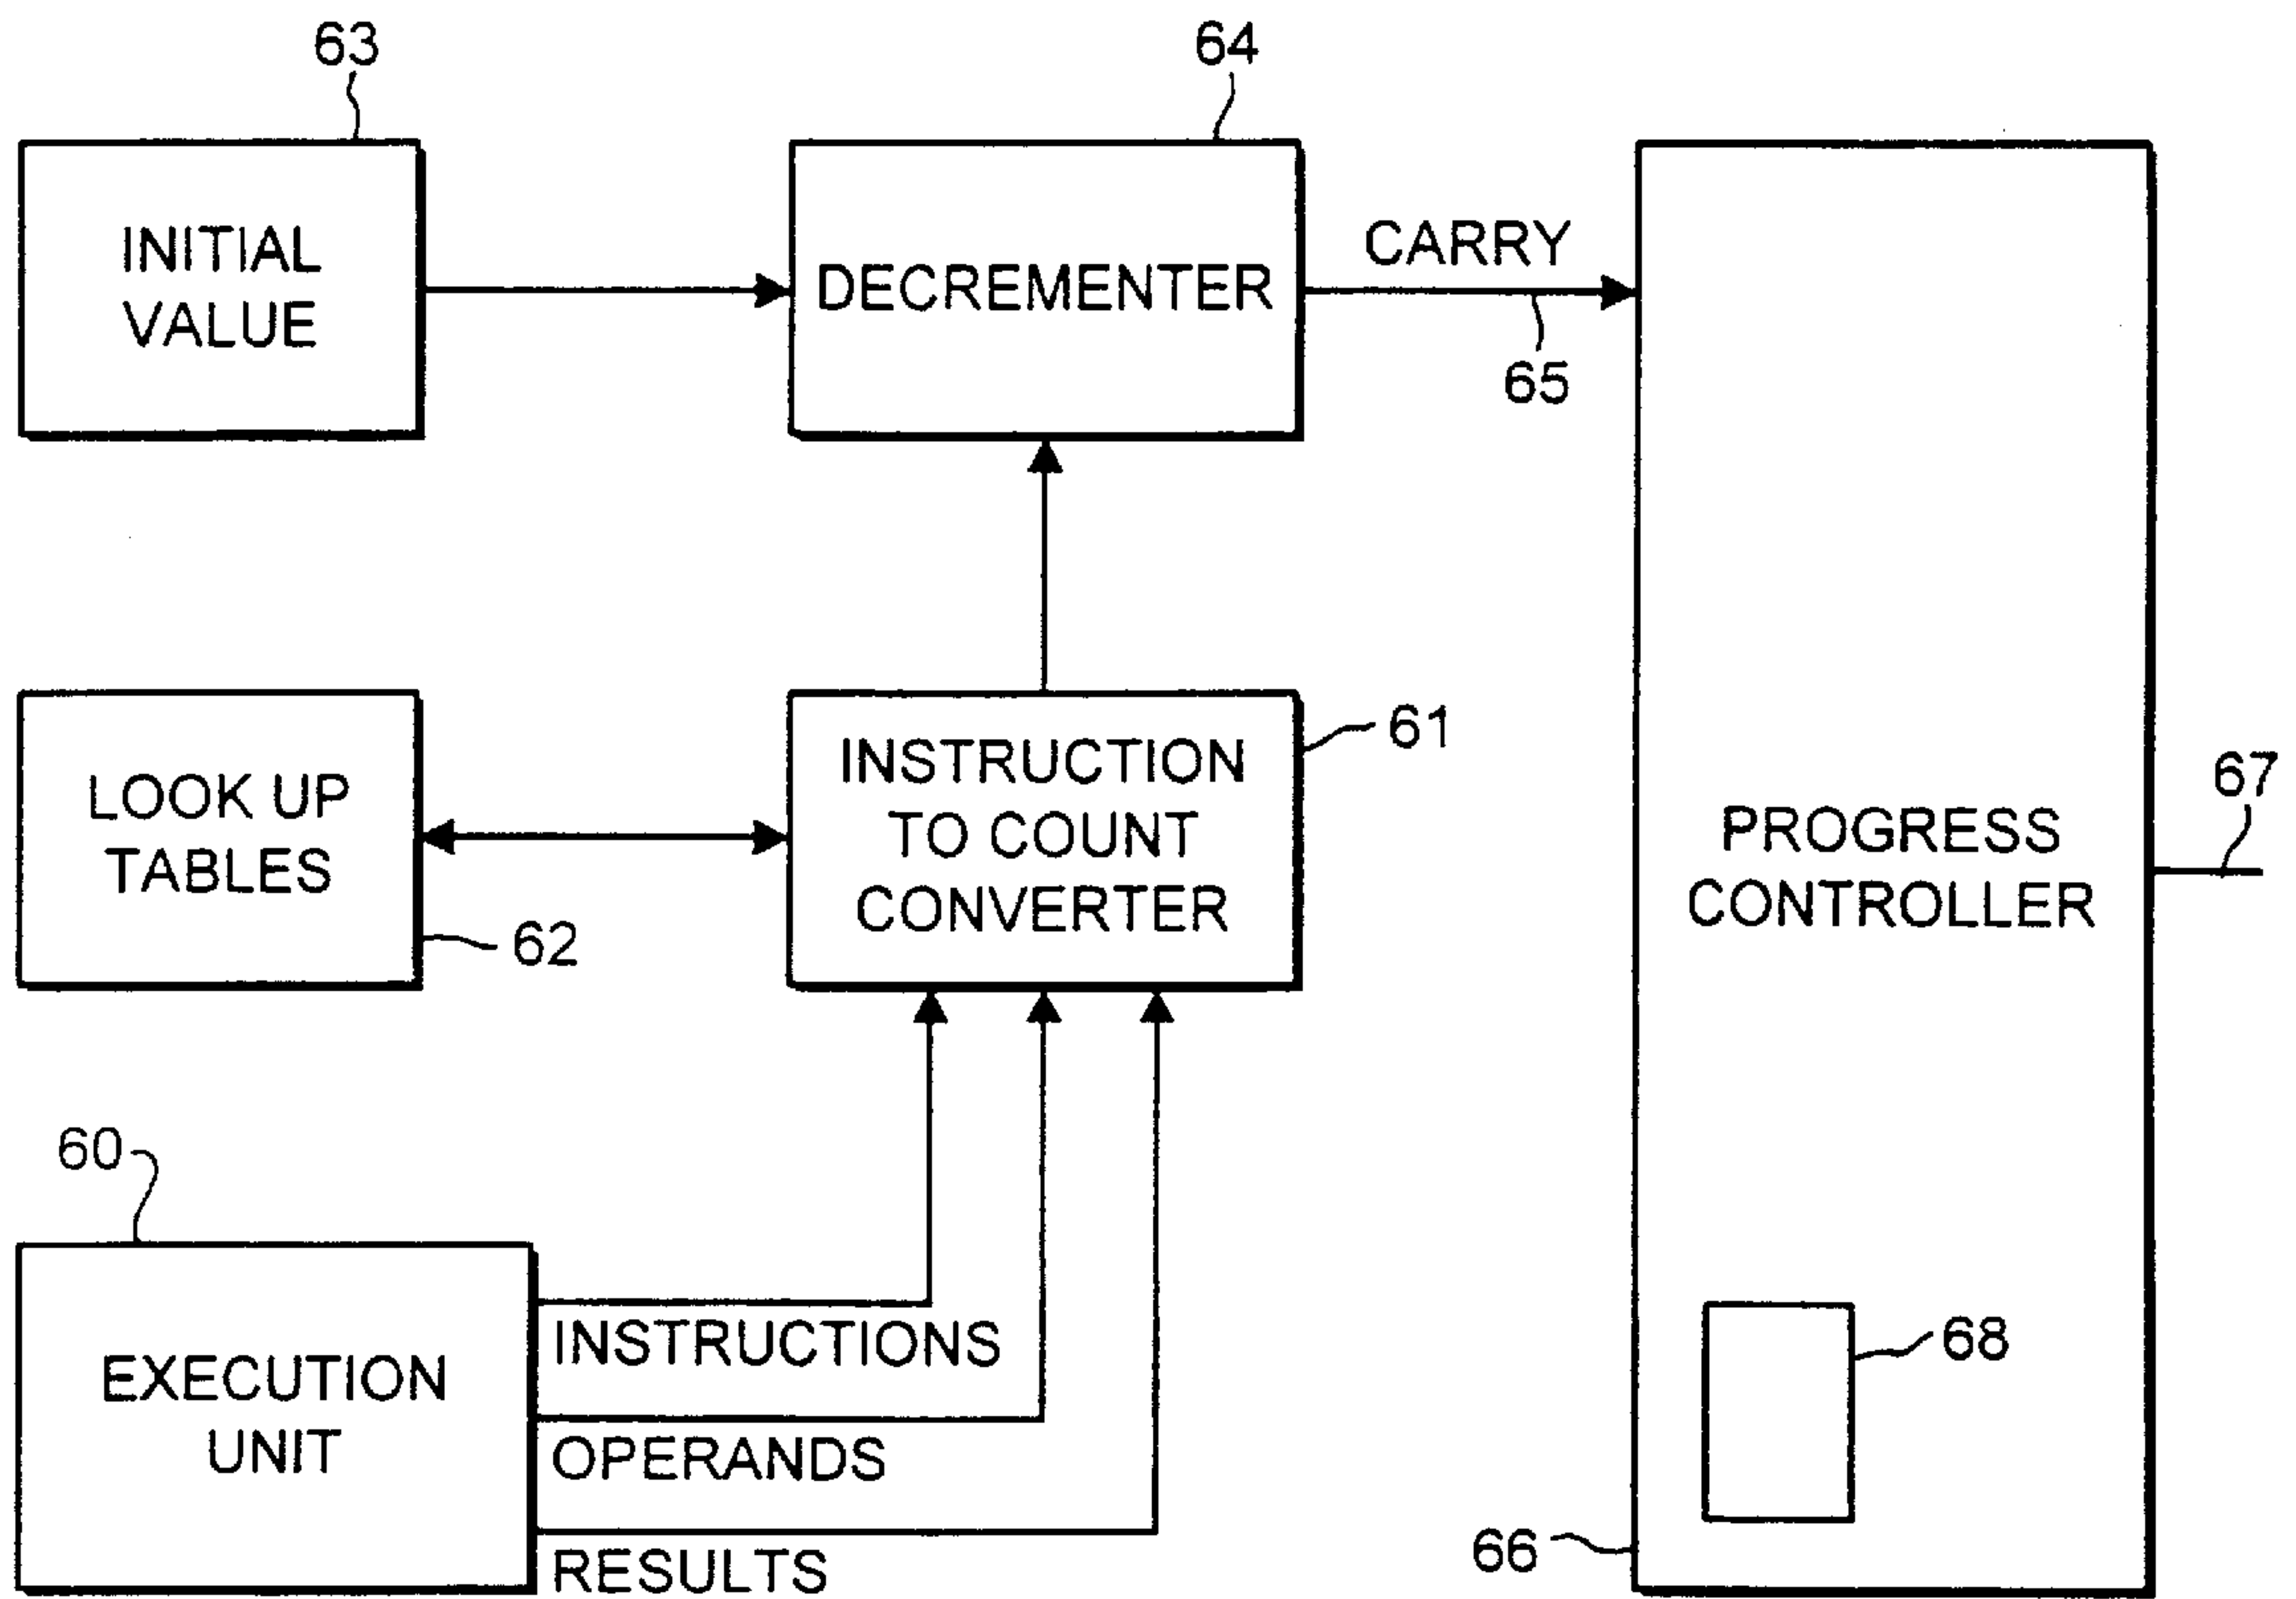 63
64
INITIAL
VALUE
DECREMENTER
CARRY
65
LOOK UP
TABLES
62
INSTRUCTION
TO COUNT
CONVERTER
61
PROGRESS
CONTROLLER
67
60
EXECUTION
UNIT
INSTRUCTIONS
OPERANDS
RESULTS
68
66